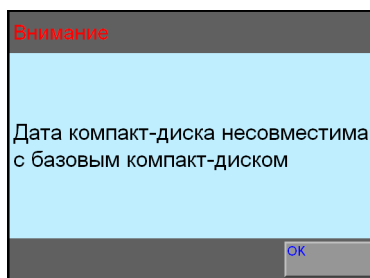 Внимание
Дата компакт-диска несовместима
с базовым компакт-диском
OK